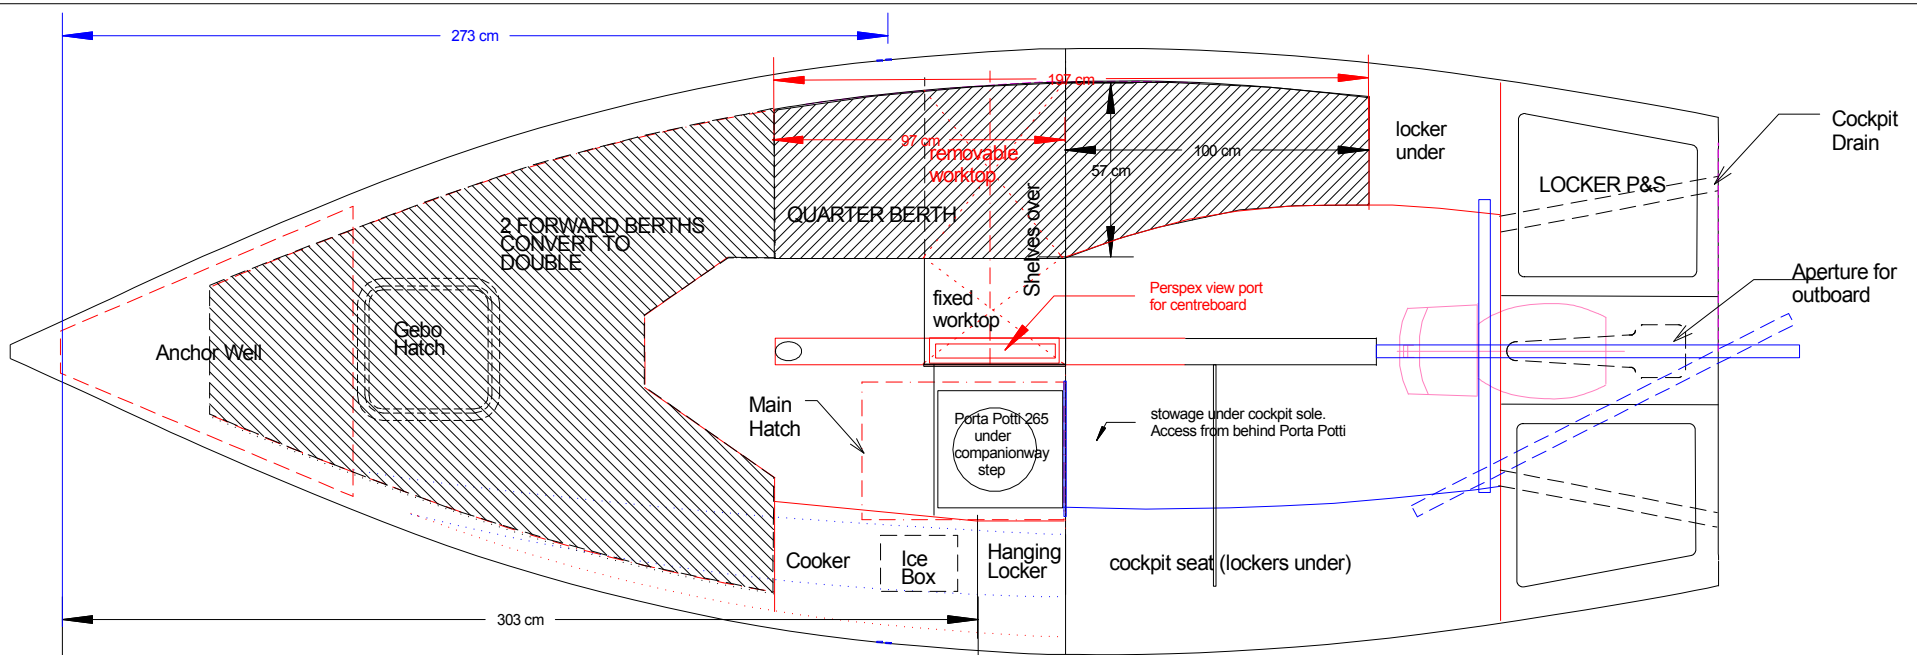 273 cm
197 cm
97 cm
removable
worktop
57 cm
100 cm
locker
under
Cockpit
Drain
LOCKER P&S
2 FORWARD BERTHS
CONVERT TO
DOUBLE
QUARTER BERTH
Shelves over
Perspex view port
for centreboard
Aperture for
outboard
fixed
worktop
Gebo
Hatch
Anchor Well
Main
Hatch
Porta Potti 265
under
companionway
step
stowage under cockpit sole.
Access from behind Porta Potti
Cooker
Ice
Box
Hanging
Locker
cockpit seat (lockers under)
303 cm